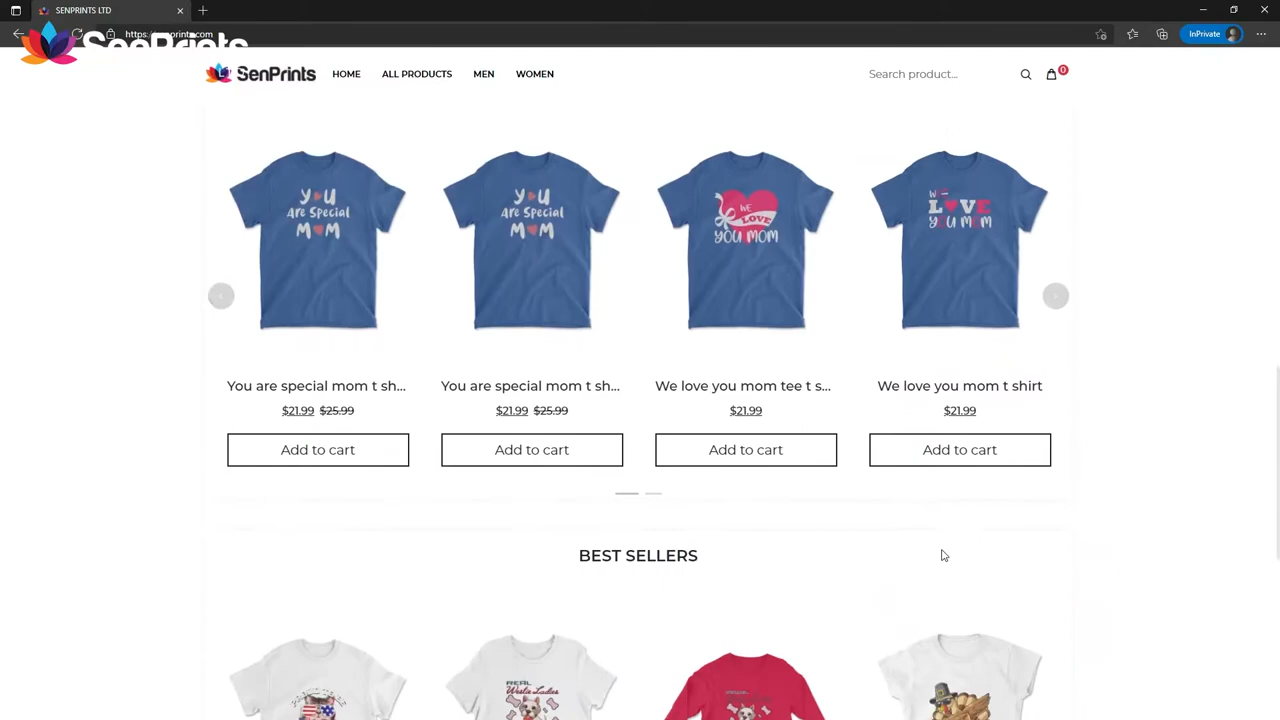 SENPRINTS LTD
InPrivate
SenPrints
SenPrints
HOME
ALL PRODUCTS
MEN
WOMEN
Search product...
0
YOU
Are Special
MOM
YOU
Are Special
MOM
WE
LOVE
YOU MOM
WE
LOVE
YOU MOM
You are special mom t sh...
You are special mom t sh...
We love you mom tee t s...
We love you mom t shirt
$21.99 $25.99
$21.99 $25.99
$21.99
$21.99
Add to cart
Add to cart
Add to cart
Add to cart
BEST SELLERS
REAL
Westie Ladies